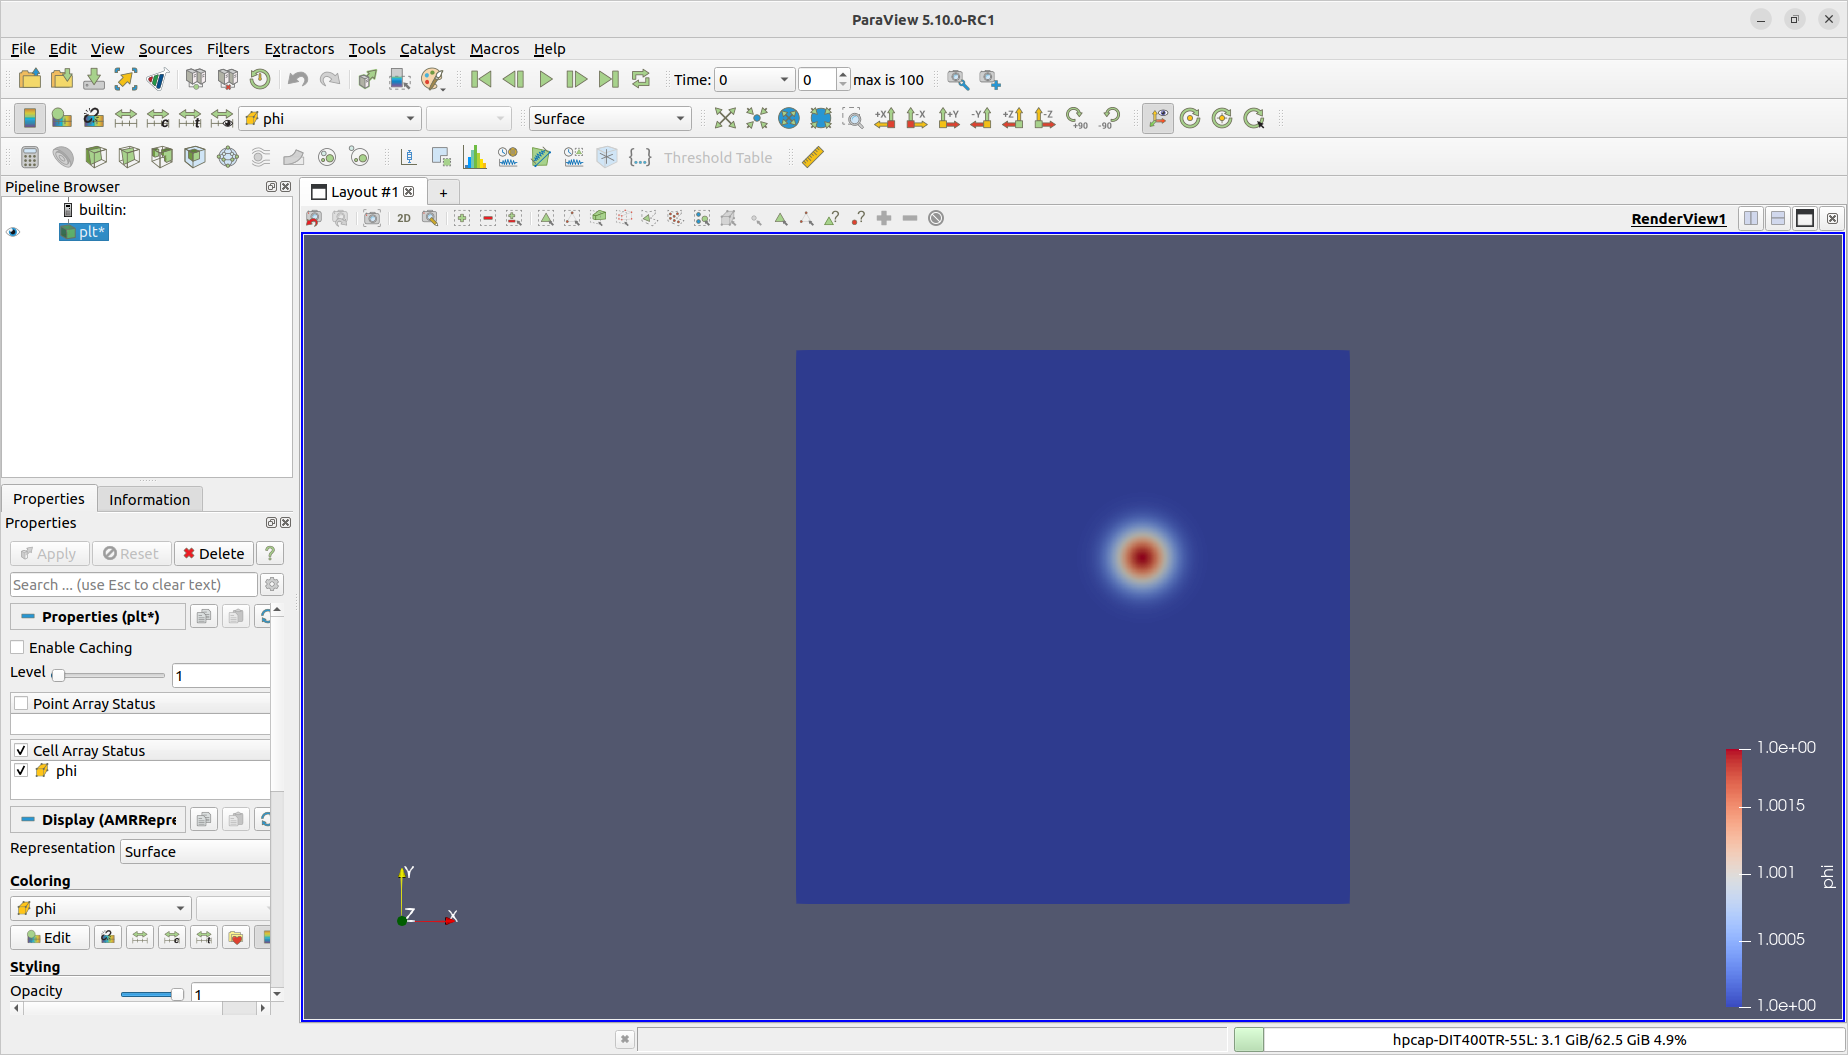 ParaView 5.10.0-RC1
File Edit View Sources Filters Extractors Tools Catalyst Macros Help
Time: 0 0 max is 100
phi Surface +X -X +Y -Y +Z -Z +90 -90
Threshold Table
Pipeline Browser
Layout #1 +
builtin:
2D RenderView1
plt*
Properties Information
Properties
Apply Reset Delete ?
Search ... (use Esc to clear text)
Properties (plt*)
Enable Caching
Level 1
Point Array Status
Cell Array Status
phi
Display (AMRRepre
Representation Surface
Coloring
phi
Edit
Styling
Opacity 1
Y
Z X
1.0e+00
1.0015
1.001
1.0005
1.0e+00
phi
hpcap-DIT400TR-55L: 3.1 GiB/62.5 GiB 4.9%